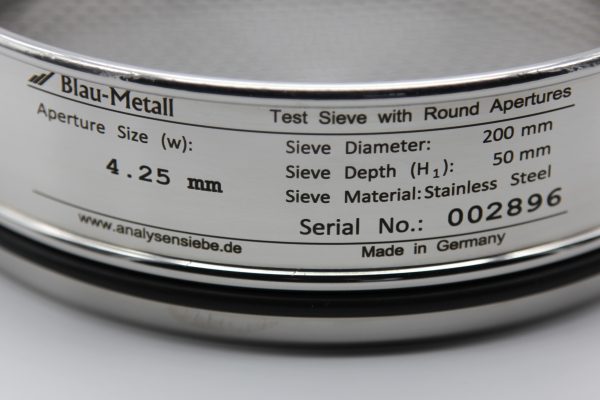 Blau-Metall
Aperture Size (w):
4.25 mm
www.analysensiebe.de
Test Sieve with Round Apertures
Sieve Diameter: 200 mm
Sieve Depth (H₁): 50 mm
Sieve Material: Stainless Steel
Serial No.: 002896
Made in Germany